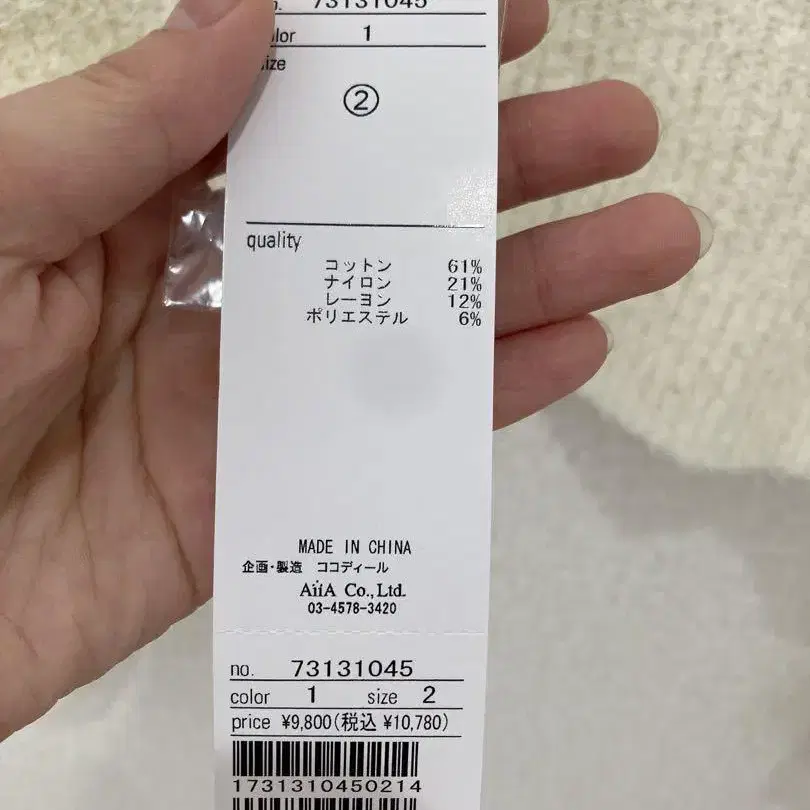 no. 73131045
color 1
size
②
quality
コットン 61%
ナイロン 21%
レーヨン 12%
ポリエステル 6%
MADE IN CHINA
企画・製造 ココディール
AiiA Co.,Ltd.
03-4578-3420
no. 73131045
color 1 size 2
price ¥9,800(税込 ¥10,780)
1731310450214